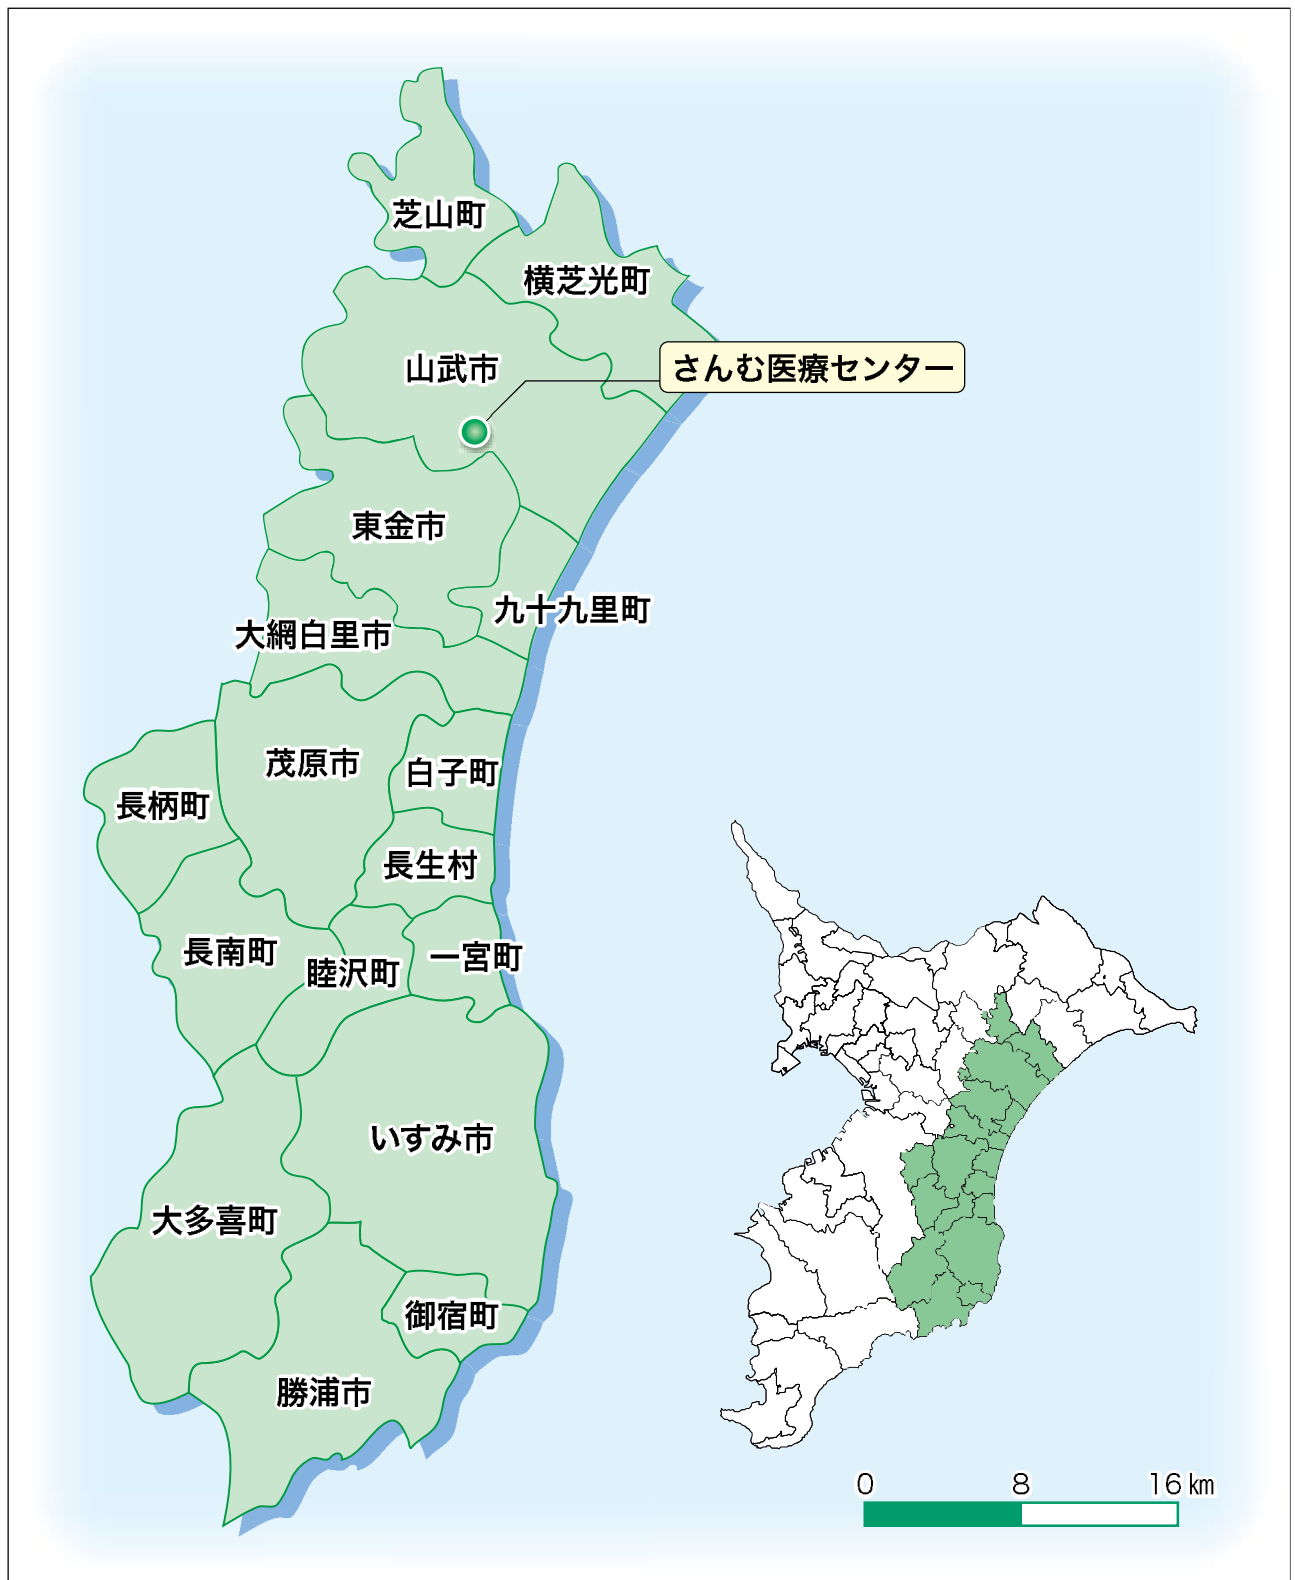 芝山町
横芝光町
山武市
さんむ医療センター
東金市
九十九里町
大網白里市
茂原市
白子町
長柄町
長生村
長南町
睦沢町
一宮町
いすみ市
大多喜町
御宿町
勝浦市
0 8 16㎞